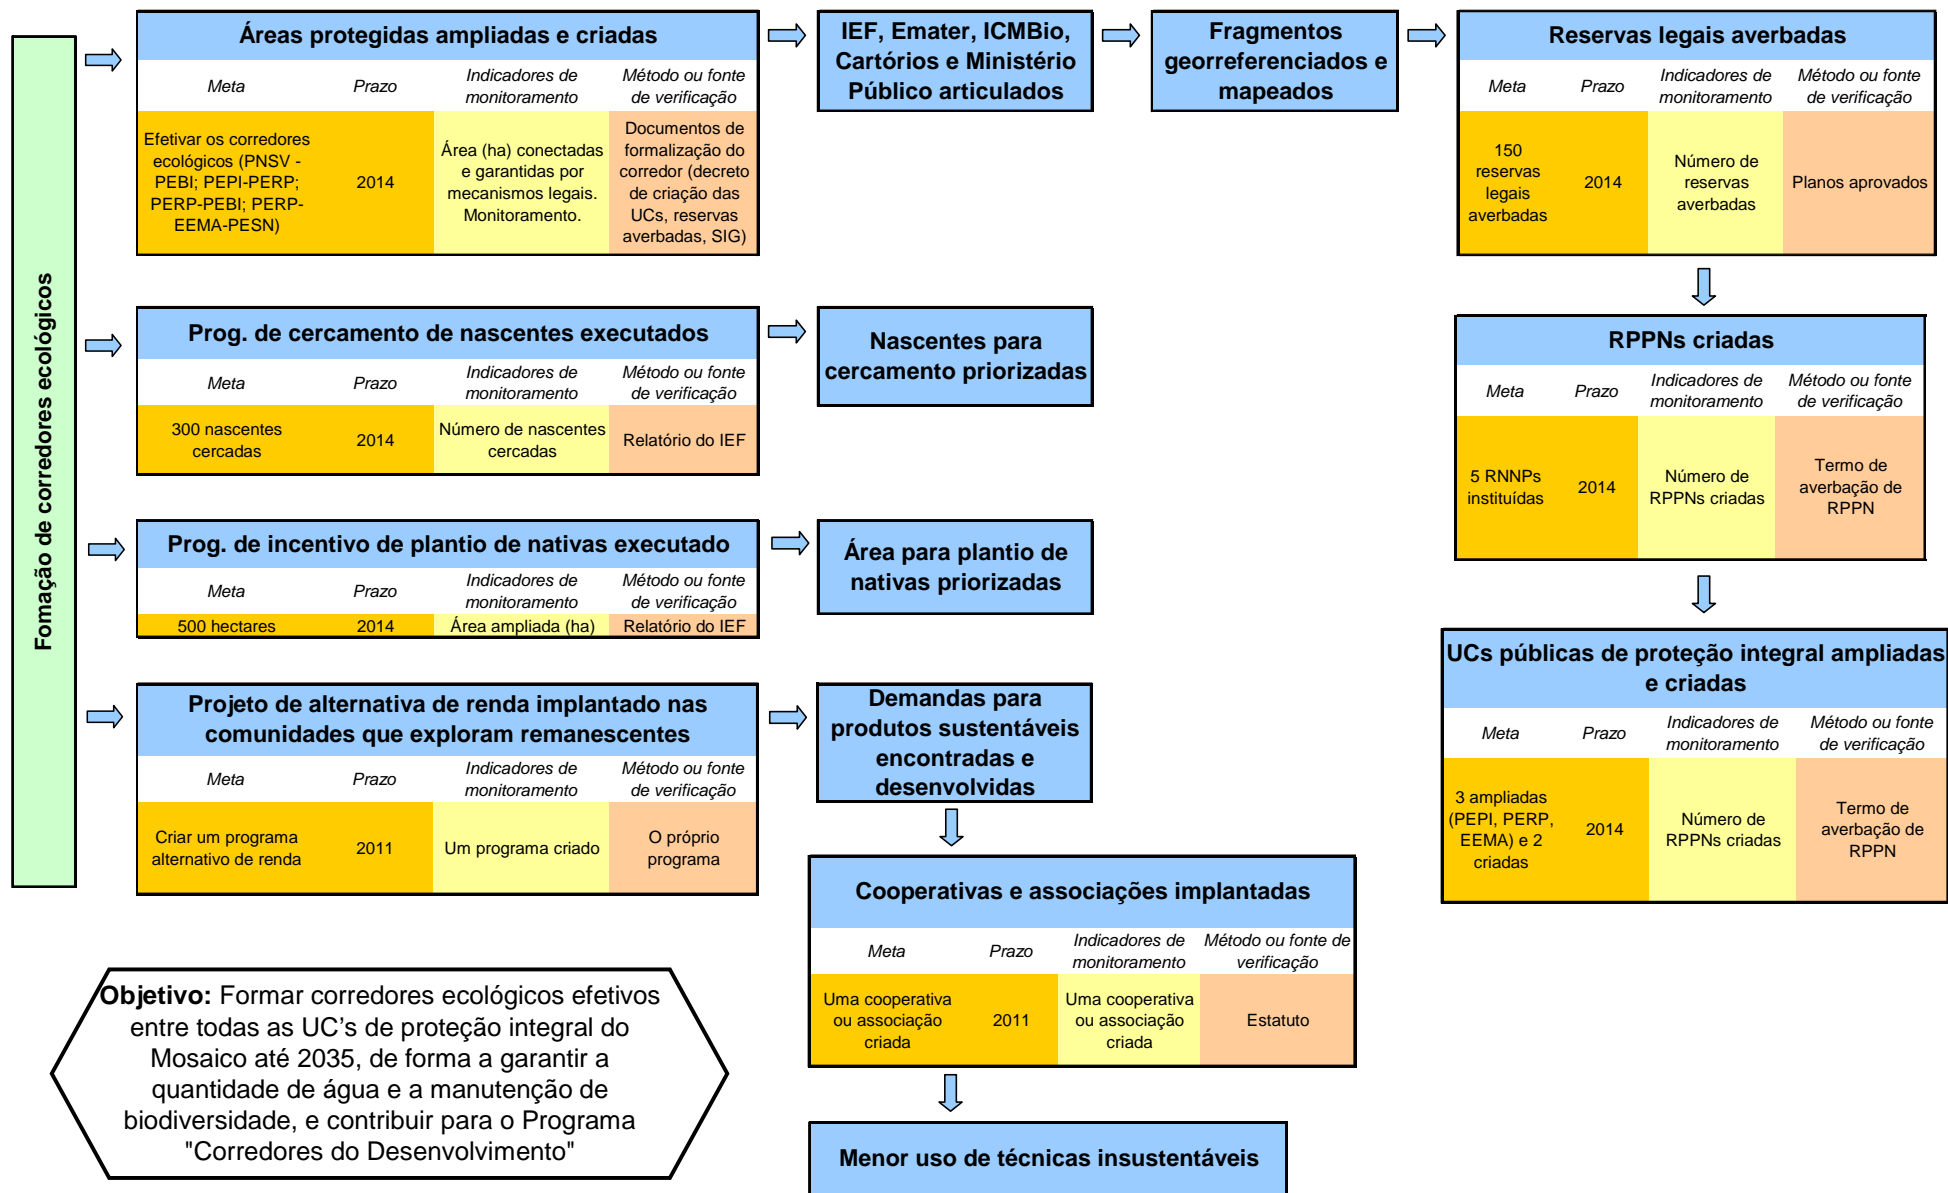 Fomação de corredores ecológicos
Áreas protegidas ampliadas e criadas
Meta
Prazo
Indicadores de
monitoramento
Método ou fonte
de verificação
Efetivar os corredores
ecológicos (PNSV -
PEBI; PEPI-PERP;
PERP-PEBI; PERP-
EEMA-PESN)
2014
Área (ha) conectadas
e garantidas por
mecanismos legais.
Monitoramento.
Documentos de
formalização do
corredor (decreto
de criação das
UCs, reservas
averbadas, SIG)
IEF, Emater, ICMBio,
Cartórios e Ministério
Público articulados
Fragmentos
georreferenciados e
mapeados
Reservas legais averbadas
Meta
Prazo
Indicadores de
monitoramento
Método ou fonte
de verificação
150
reservas
legais
averbadas
2014
Número de
reservas
averbadas
Planos aprovados
RPPNs criadas
Meta
Prazo
Indicadores de
monitoramento
Método ou fonte
de verificação
5 RNNPs
instituídas
2014
Número de
RPPNs criadas
Termo de
averbação de
RPPN
UCs públicas de proteção integral ampliadas
e criadas
Meta
Prazo
Indicadores de
monitoramento
Método ou fonte
de verificação
3 ampliadas
(PEPI, PERP,
EEMA) e 2
criadas
2014
Número de
RPPNs criadas
Termo de
averbação de
RPPN
Prog. de cercamento de nascentes executados
Meta
Prazo
Indicadores de
monitoramento
Método ou fonte
de verificação
300 nascentes
cercadas
2014
Número de nascentes
cercadas
Relatório do IEF
Nascentes para
cercamento priorizadas
Prog. de incentivo de plantio de nativas executado
Meta
Prazo
Indicadores de
monitoramento
Método ou fonte
de verificação
500 hectares
2014
Área ampliada (ha)
Relatório do IEF
Área para plantio de
nativas priorizadas
Projeto de alternativa de renda implantado nas
comunidades que exploram remanescentes
Meta
Prazo
Indicadores de
monitoramento
Método ou fonte
de verificação
Criar um programa
alternativo de renda
2011
Um programa criado
O próprio
programa
Demandas para
produtos sustentáveis
encontradas e
desenvolvidas
Cooperativas e associações implantadas
Meta
Prazo
Indicadores de
monitoramento
Método ou fonte de
verificação
Uma cooperativa
ou associação
criada
2011
Uma cooperativa
ou associação
criada
Estatuto
Menor uso de técnicas insustentáveis
Objetivo: Formar corredores ecológicos efetivos
entre todas as UC's de proteção integral do
Mosaico até 2035, de forma a garantir a
quantidade de água e a manutenção de
biodiversidade, e contribuir para o Programa
"Corredores do Desenvolvimento"